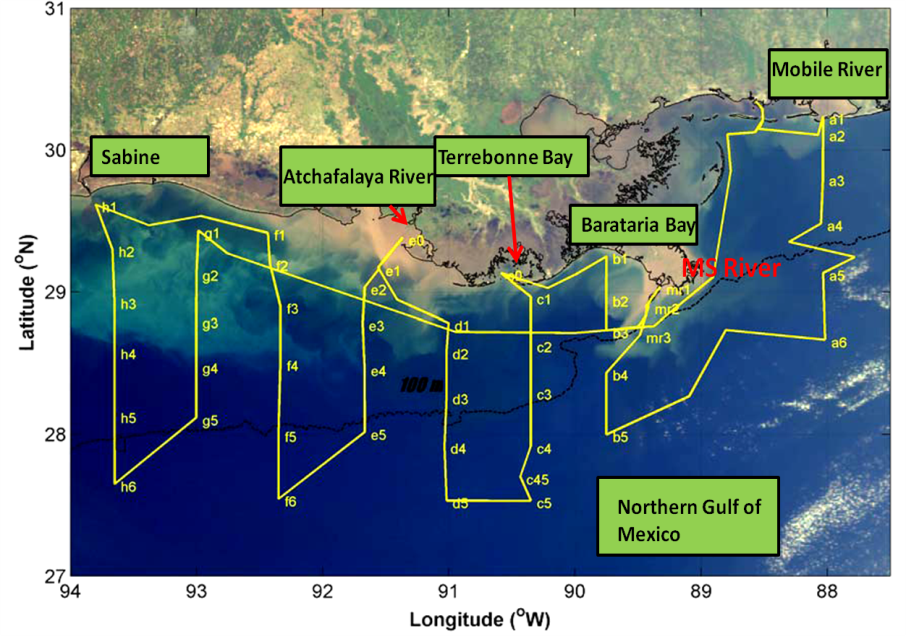 31
30
29
28
27
94
93
92
91
90
89
88
Latitude (°N)
Longitude (°W)
Sabine
Atchafalaya River
Terrebonne Bay
Barataria Bay
Mobile River
MS River
Northern Gulf of
Mexico
100 m
a1
a2
a3
a4
a5
a6
b1
b2
b3
b4
b5
mr1
mr2
mr3
c0
c1
c2
c3
c4
c45
c5
d1
d2
d3
d4
d5
e0
e1
e2
e3
e4
e5
f1
f2
f3
f4
f5
f6
g1
g2
g3
g4
g5
h1
h2
h3
h4
h5
h6